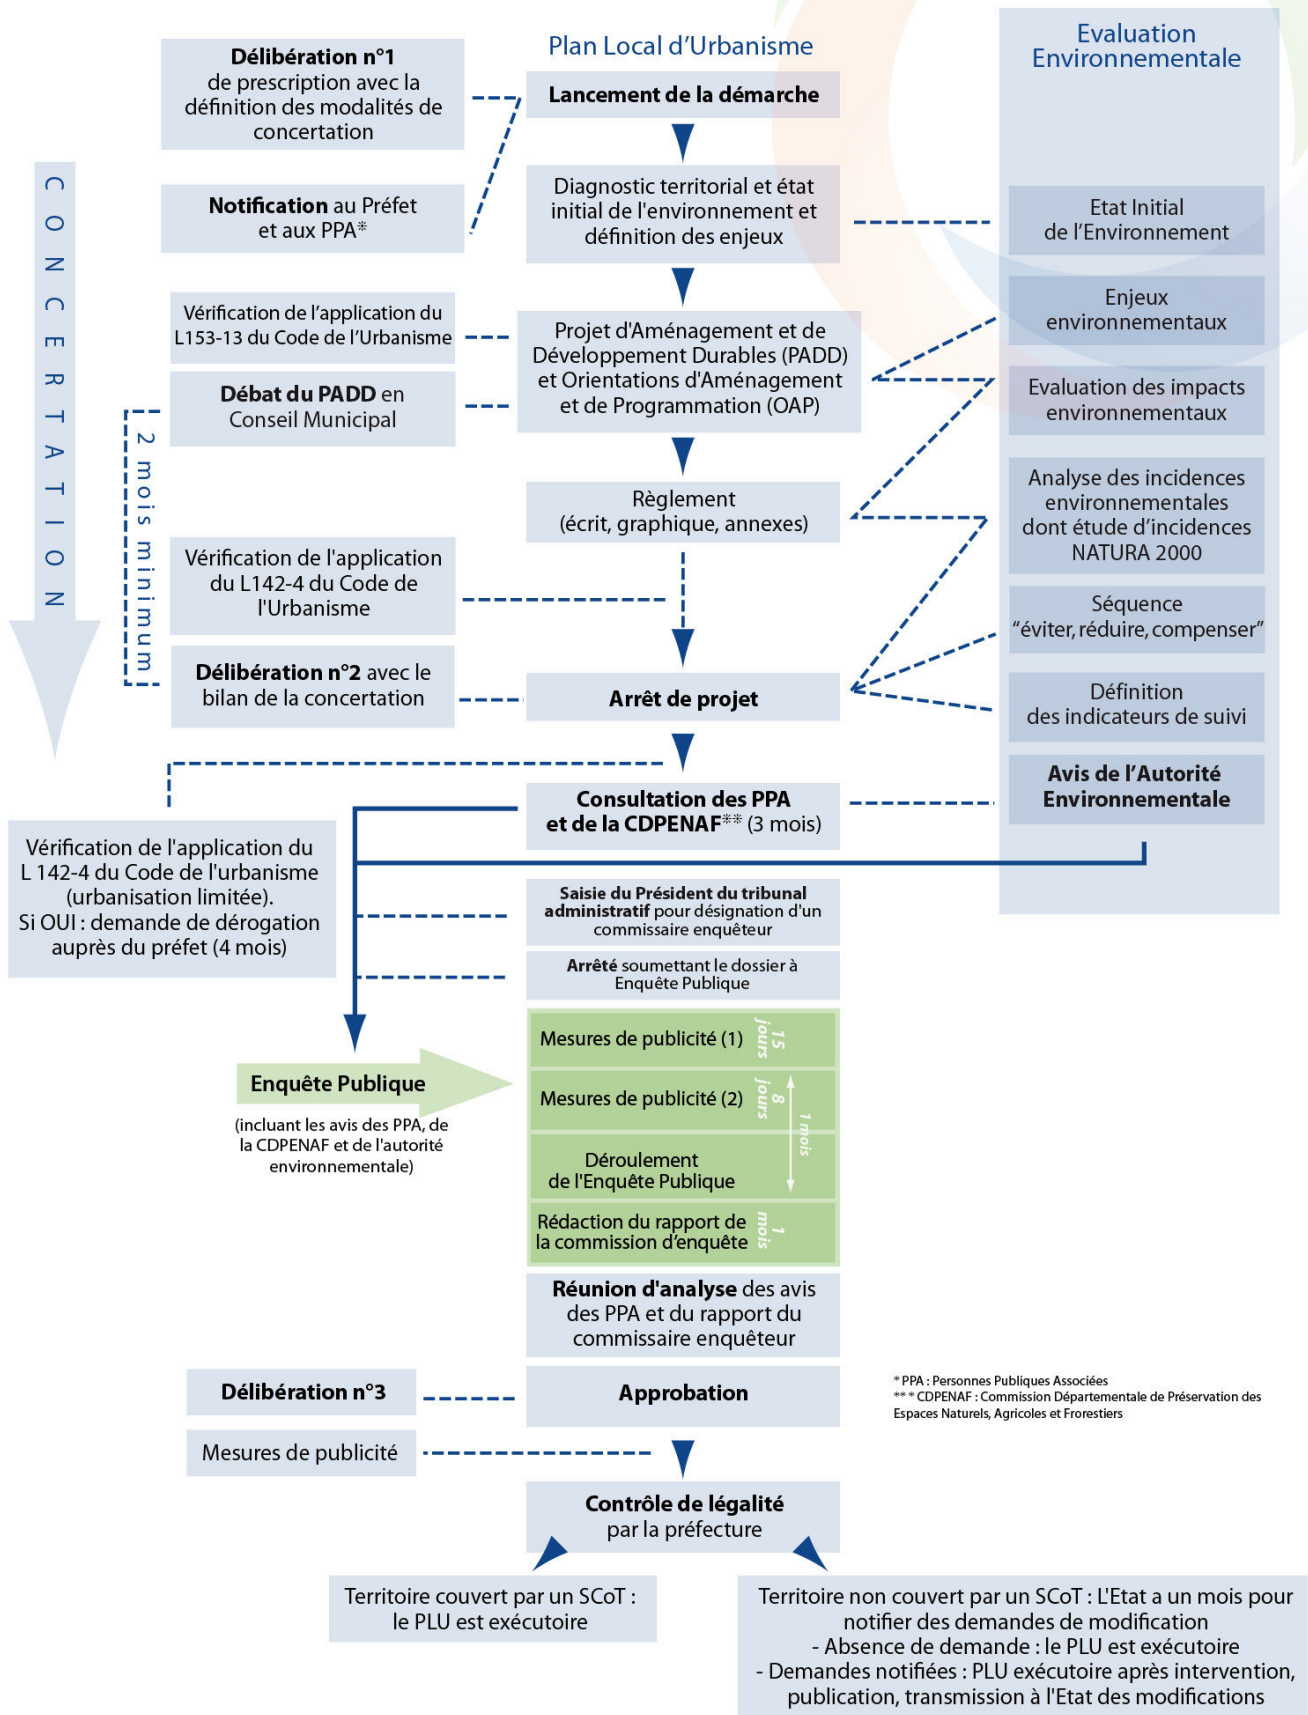 Plan Local d’Urbanisme
Evaluation
Environnementale
Délibération n°1
de prescription avec la
définition des modalités de
concertation
Lancement de la démarche
CONCERTATION
Notification au Préfet
et aux PPA*
Diagnostic territorial et état
initial de l'environnement et
définition des enjeux
Etat Initial
de l’Environnement
Enjeux
environnementaux
Vérification de l’application du
L153-13 du Code de l’Urbanisme
Projet d'Aménagement et de
Développement Durables (PADD)
et Orientations d'Aménagement
et de Programmation (OAP)
Débat du PADD en
Conseil Municipal
Evaluation des impacts
environnementaux
2 mois minimum
Règlement
(écrit, graphique, annexes)
Analyse des incidences
environnementales
dont étude d’incidences
NATURA 2000
Vérification de l'application
du L142-4 du Code de
l'Urbanisme
Séquence
“éviter, réduire, compenser”
Délibération n°2 avec le
bilan de la concertation
Arrêt de projet
Définition
des indicateurs de suivi
Consultation des PPA
et de la CDPENAF** (3 mois)
Avis de l’Autorité
Environnementale
Vérification de l'application du
L 142-4 du Code de l'urbanisme
(urbanisation limitée).
Si OUI : demande de dérogation
auprès du préfet (4 mois)
Saisie du Président du tribunal
administratif pour désignation d'un
commissaire enquêteur
Arrêté soumettant le dossier à
Enquête Publique
Enquête Publique
(incluant les avis des PPA, de
la CDPENAF et de l'autorité
environnementale)
Mesures de publicité (1)
15
jours
Mesures de publicité (2)
8
jours
1 mois
Déroulement
de l'Enquête Publique
Rédaction du rapport de
la commission d’enquête
1
mois
Réunion d'analyse des avis
des PPA et du rapport du
commissaire enquêteur
Délibération n°3
Approbation
* PPA : Personnes Publiques Associées
*** CDPENAF : Commission Départementale de Préservation des
Espaces Naturels, Agricoles et Frorestiers
Mesures de publicité
Contrôle de légalité
par la préfecture
Territoire couvert par un SCoT :
le PLU est exécutoire
Territoire non couvert par un SCoT : L'Etat a un mois pour
notifier des demandes de modification
- Absence de demande : le PLU est exécutoire
- Demandes notifiées : PLU exécutoire après intervention,
publication, transmission à l'Etat des modifications